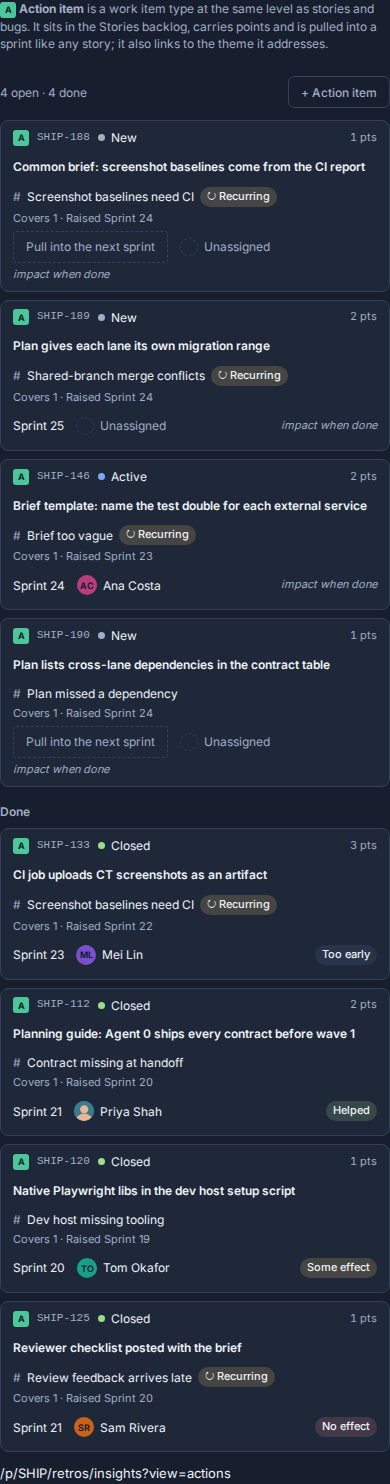 A Action item is a work item type at the same level as stories and
bugs. It sits in the Stories backlog, carries points and is pulled into a
sprint like any story; it also links to the theme it addresses.
4 open · 4 done
+ Action item
A SHIP-188 New 1 pts
Common brief: screenshot baselines come from the CI report
# Screenshot baselines need CI Recurring
Covers 1 · Raised Sprint 24
Pull into the next sprint Unassigned
impact when done
A SHIP-189 New 2 pts
Plan gives each lane its own migration range
# Shared-branch merge conflicts Recurring
Covers 1 · Raised Sprint 24
Sprint 25 Unassigned impact when done
A SHIP-146 Active 2 pts
Brief template: name the test double for each external service
# Brief too vague Recurring
Covers 1 · Raised Sprint 23
Sprint 24 AC Ana Costa impact when done
A SHIP-190 New 1 pts
Plan lists cross-lane dependencies in the contract table
# Plan missed a dependency
Covers 1 · Raised Sprint 24
Pull into the next sprint Unassigned
impact when done
Done
A SHIP-133 Closed 3 pts
CI job uploads CT screenshots as an artifact
# Screenshot baselines need CI Recurring
Covers 1 · Raised Sprint 22
Sprint 23 ML Mei Lin Too early
A SHIP-112 Closed 2 pts
Planning guide: Agent 0 ships every contract before wave 1
# Contract missing at handoff
Covers 1 · Raised Sprint 20
Sprint 21 Priya Shah Helped
A SHIP-120 Closed 1 pts
Native Playwright libs in the dev host setup script
# Dev host missing tooling
Covers 1 · Raised Sprint 19
Sprint 20 TO Tom Okafor Some effect
A SHIP-125 Closed 1 pts
Reviewer checklist posted with the brief
# Review feedback arrives late Recurring
Covers 1 · Raised Sprint 20
Sprint 21 SR Sam Rivera No effect
/p/SHIP/retros/insights?view=actions